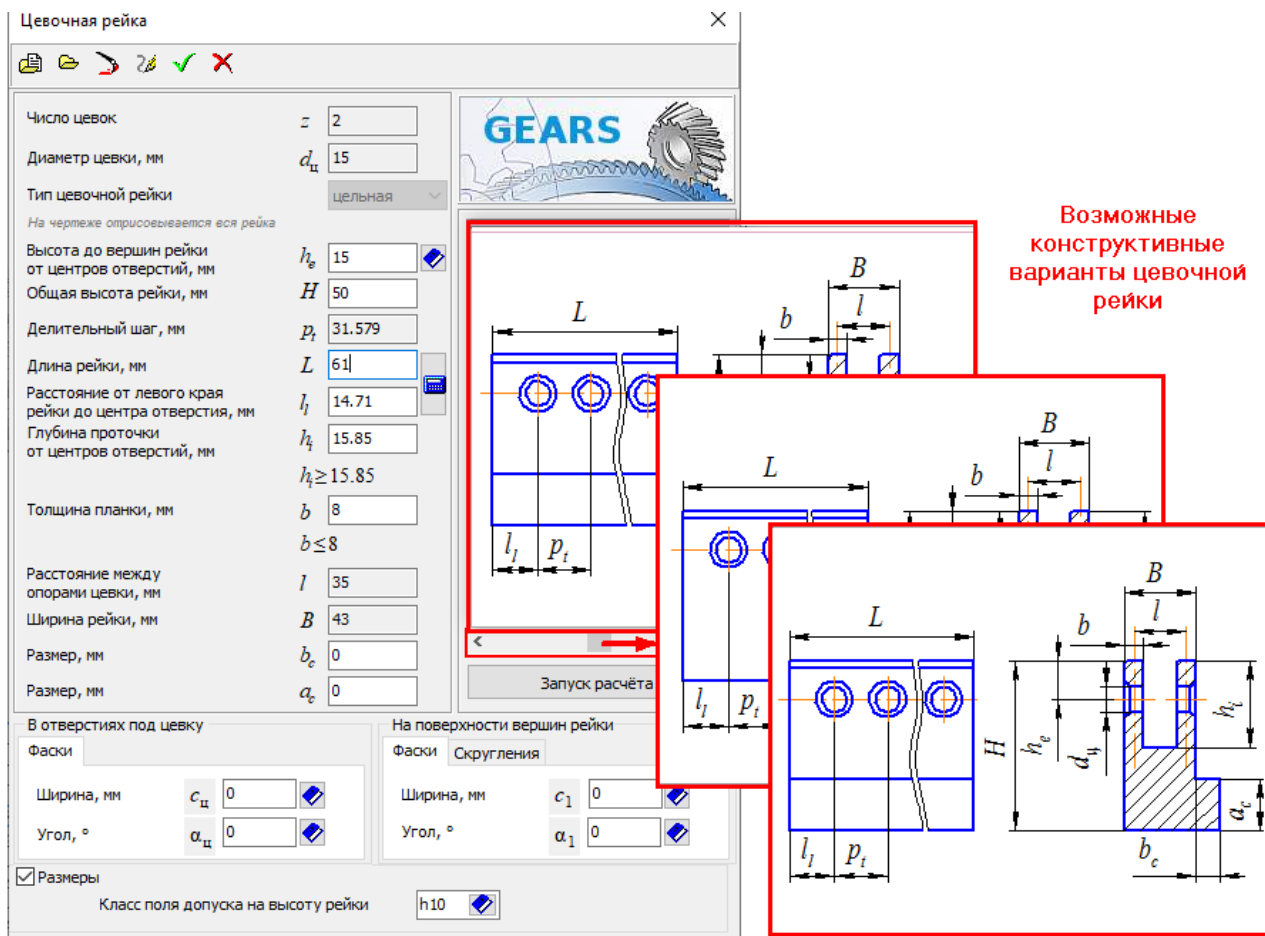 Цевочная рейка
GEARS
Число цевок z 2
Диаметр цевки, мм dц 15
Тип цевочной рейки цельная
На чертеже отрисовывается вся рейка
Высота до вершин рейки
от центров отверстий, мм he 15
Общая высота рейки, мм H 50
Делительный шаг, мм pt 31.579
Длина рейки, мм L 61
Расстояние от левого края
рейки до центра отверстия, мм ll 14.71
Глубина проточки
от центров отверстий, мм hi 15.85
hi≥15.85
Толщина планки, мм b 8
b≤8
Расстояние между
опорами цевки, мм l 35
Ширина рейки, мм B 43
Размер, мм bc 0
Размер, мм ac 0
Запуск расчёта
В отверстиях под цевку
Фаски
Ширина, мм cц 0
Угол, ° αц 0
На поверхности вершин рейки
Фаски Скругления
Ширина, мм c1 0
Угол, ° α1 0
Размеры
Класс поля допуска на высоту рейки h10
Возможные
конструктивные
варианты цевочной
рейки
L
B
b l
ll pt
L
B
b l
ll pt
L
B
b l
H he dц hi
ac
bc
ll pt